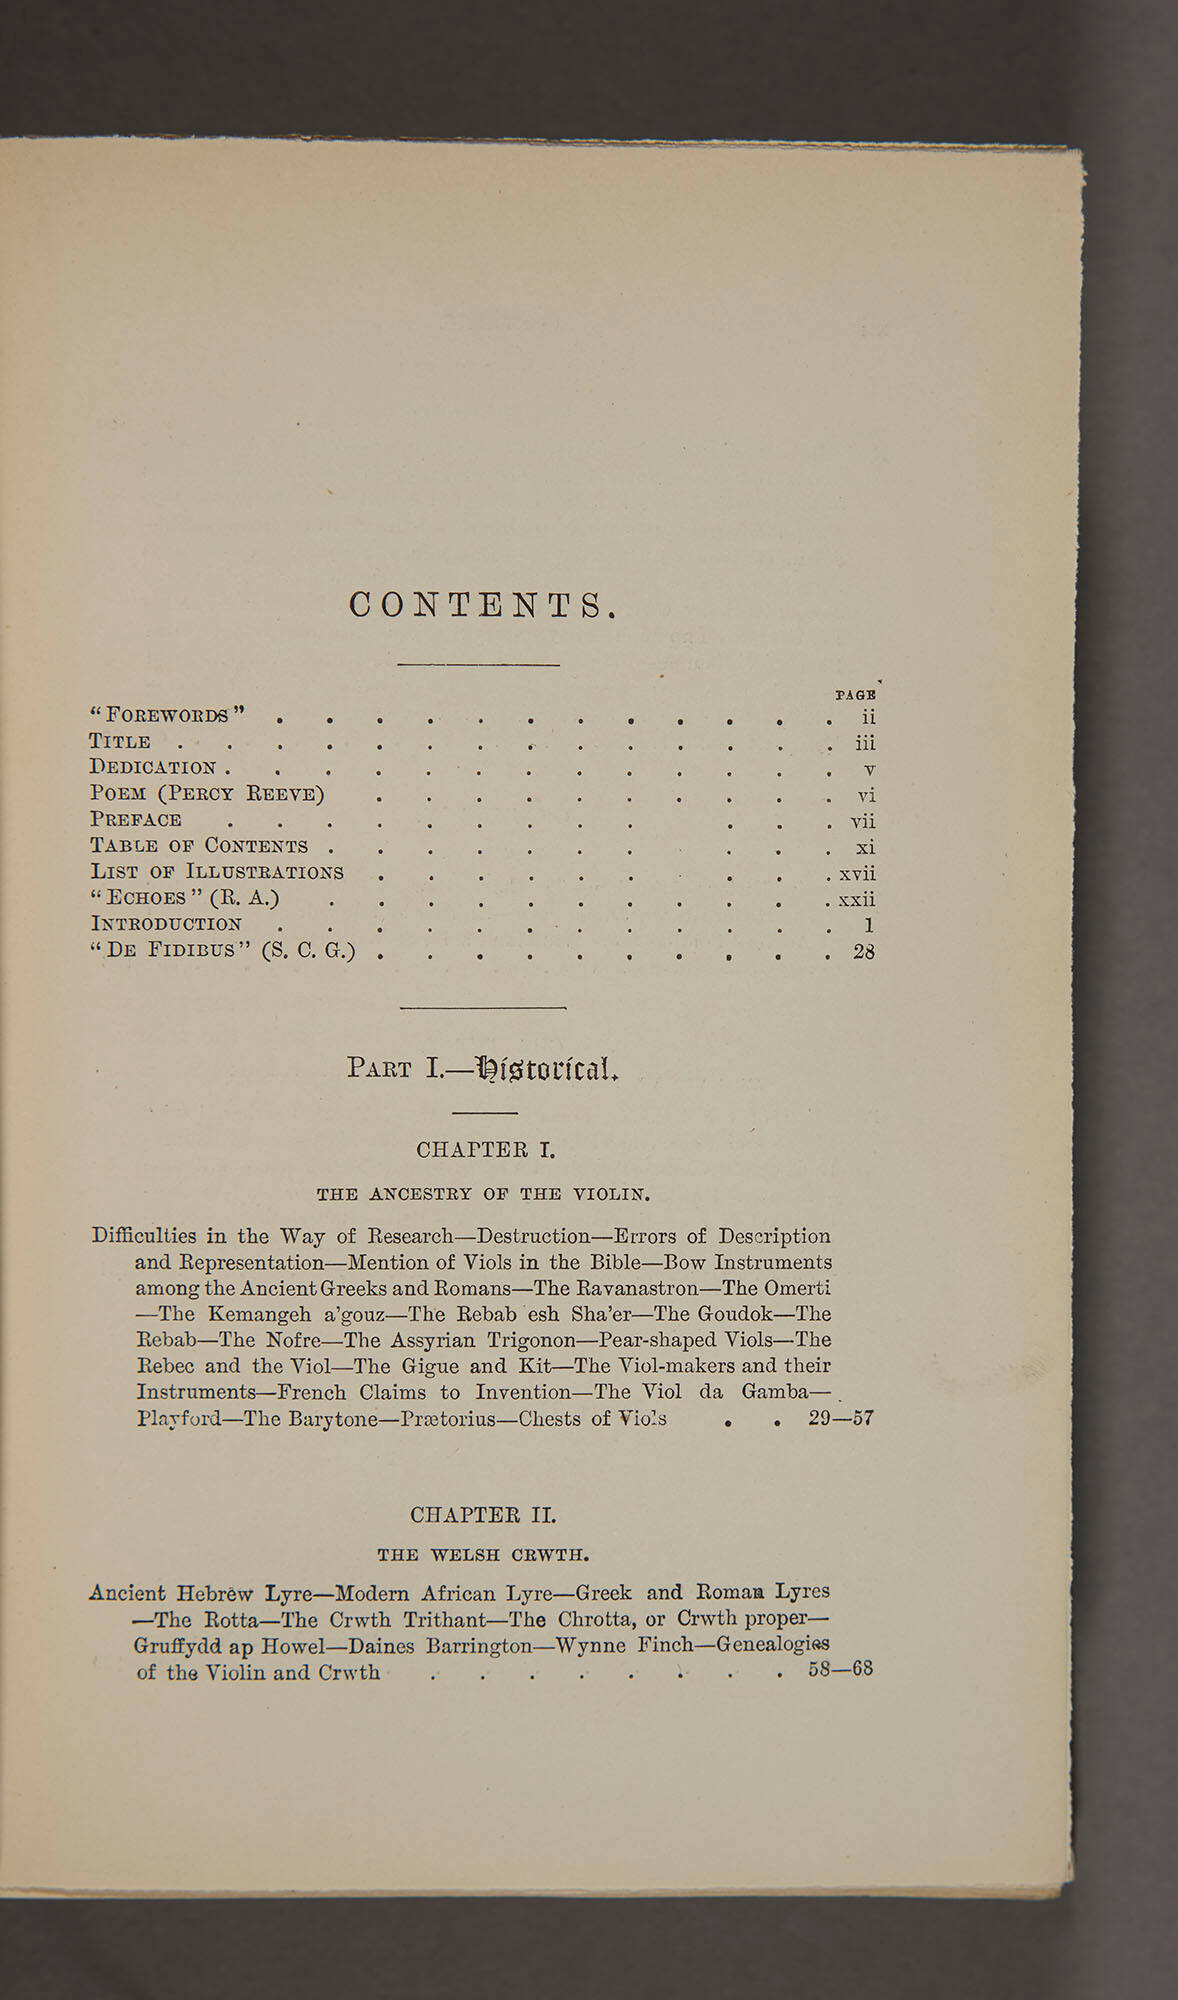 CONTENTS.
PAGE
“FOREWORDS” . . . . . . . . . . . . ii
TITLE . . . . . . . . . . . . . . iii
DEDICATION . . . . . . . . . . . . . v
POEM (PERCY REEVE) . . . . . . . . . . vi
PREFACE . . . . . . . . . . . . vii
TABLE OF CONTENTS . . . . . . . . . . xi
LIST OF ILLUSTRATIONS . . . . . . . . . xvii
“ECHOES” (R. A.) . . . . . . . . . . . xxii
INTRODUCTION . . . . . . . . . . . . 1
“DE FIDIBUS” (S. C. G.) . . . . . . . . . . 28
PART I.—Historical.
CHAPTER I.
THE ANCESTRY OF THE VIOLIN.
Difficulties in the Way of Research—Destruction—Errors of Description
and Representation—Mention of Viols in the Bible—Bow Instruments
among the Ancient Greeks and Romans—The Ravanastron—The Omerti
—The Kemangeh a’gouz—The Rebab esh Sha’er—The Goudok—The
Rebab—The Nofre—The Assyrian Trigonon—Pear-shaped Viols—The
Rebec and the Viol—The Gigue and Kit—The Viol-makers and their
Instruments—French Claims to Invention—The Viol da Gamba—
Playford—The Barytone—Prætorius—Chests of Viols . . 29—57
CHAPTER II.
THE WELSH CRWTH.
Ancient Hebrew Lyre—Modern African Lyre—Greek and Roman Lyres
—The Rotta—The Crwth Trithant—The Chrotta, or Crwth proper—
Gruffydd ap Howel—Daines Barrington—Wynne Finch—Genealogies
of the Violin and Crwth . . . . . . . . 58—68